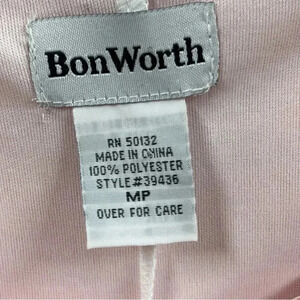 BonWorth
RN 50132
MADE IN CHINA
100% POLYESTER
STYLE#39436
MP
OVER FOR CARE